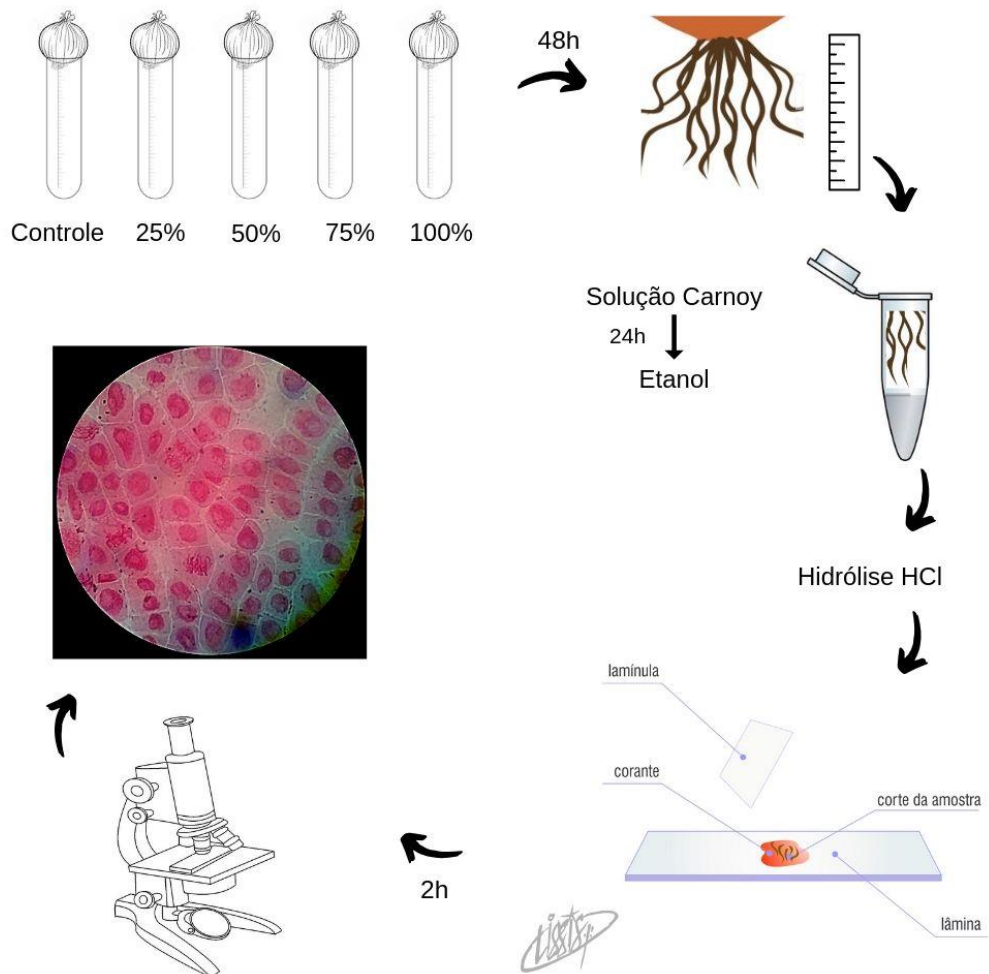 48h
Controle 25% 50% 75% 100%
Solução Carnoy
24h
Etanol
Hidrólise HCl
lamínula
corante
corte da amostra
lâmina
2h